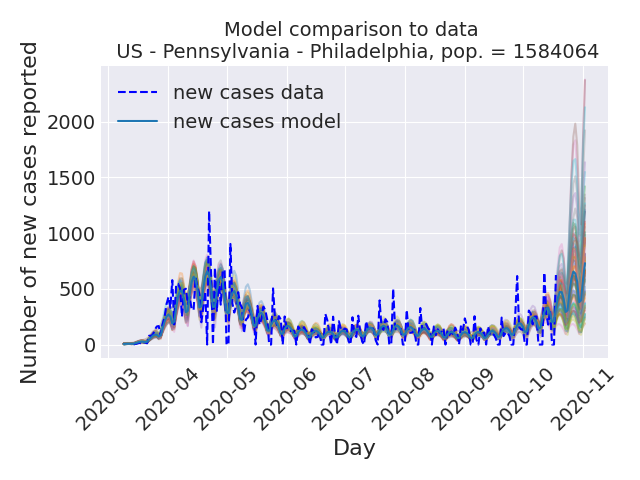 Model comparison to data
US - Pennsylvania - Philadelphia, pop. = 1584064
Number of new cases reported
new cases data
new cases model
2000
1500
1000
500
0
2020-03
2020-04
2020-05
2020-06
2020-07
2020-08
2020-09
2020-10
2020-11
Day